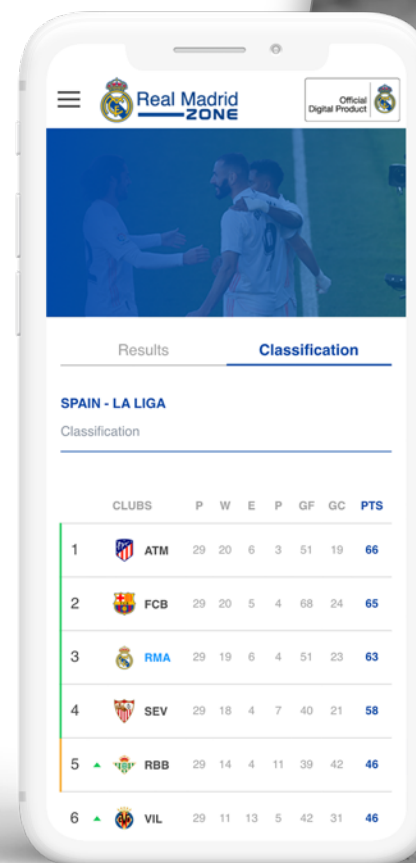 Real Madrid
ZONE
Official
Digital Product
9
Results Classification
SPAIN - LA LIGA
Classification
CLUBS P W E P GF GC PTS
1 ATM 29 20 6 3 51 19 66
2 FCB 29 20 5 4 68 24 65
3 RMA 29 19 6 4 51 23 63
4 SEV 29 18 4 7 40 21 58
5 RBB 29 14 4 11 39 42 46
6 VIL 29 11 13 5 42 31 46